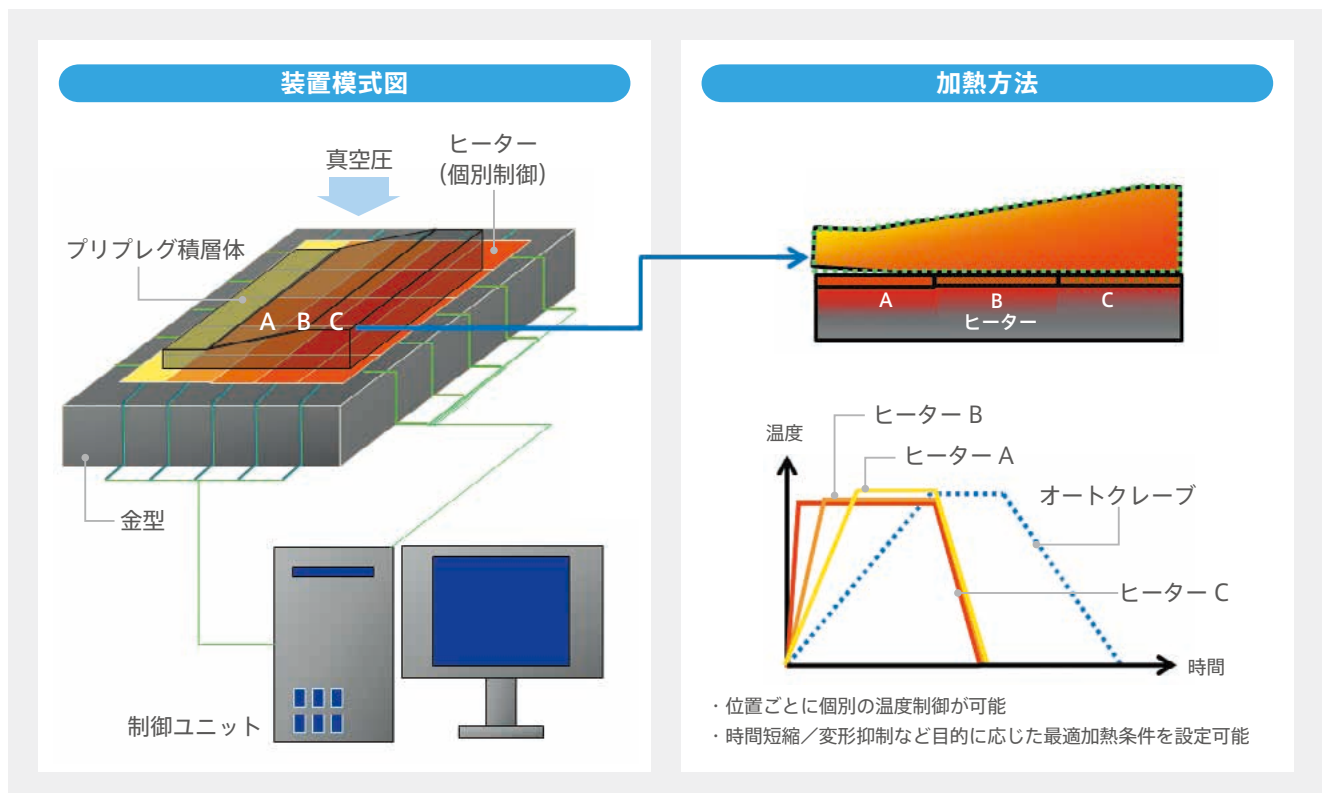 装置模式図
真空圧
ヒーター
(個別制御)
プリプレグ積層体
A B C
金型
制御ユニット
加熱方法
A B C
ヒーター
温度
ヒーター B
ヒーター A
オートクレーブ
ヒーター C
時間
・位置ごとに個別の温度制御が可能
・時間短縮／変形抑制など目的に応じた最適加熱条件を設定可能